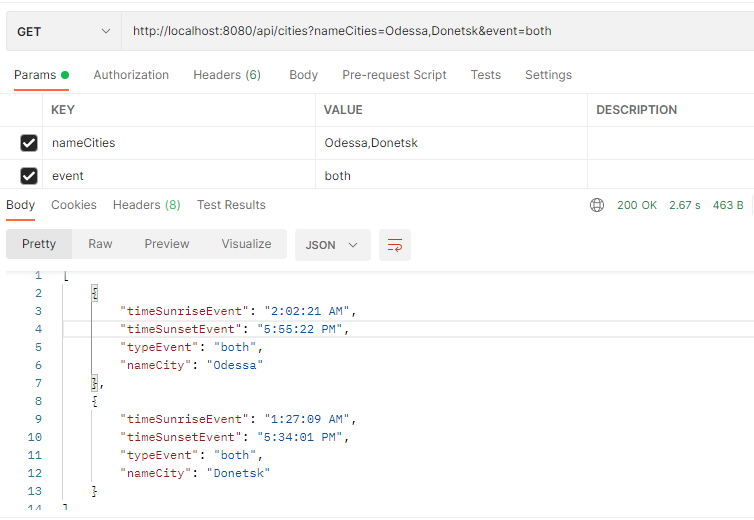 GET http://localhost:8080/api/cities?nameCities=Odessa,Donetsk&event=both
Params Authorization Headers (6) Body Pre-request Script Tests Settings
KEY VALUE DESCRIPTION
nameCities Odessa,Donetsk
event both
Body Cookies Headers (8) Test Results 200 OK 2.67 s 463 B
Pretty Raw Preview Visualize JSON
1 [
2 {
3 "timeSunriseEvent": "2:02:21 AM",
4 "timeSunsetEvent": "5:55:22 PM",
5 "typeEvent": "both",
6 "nameCity": "Odessa"
7 },
8 {
9 "timeSunriseEvent": "1:27:09 AM",
10 "timeSunsetEvent": "5:34:01 PM",
11 "typeEvent": "both",
12 "nameCity": "Donetsk"
13 }
14 ]